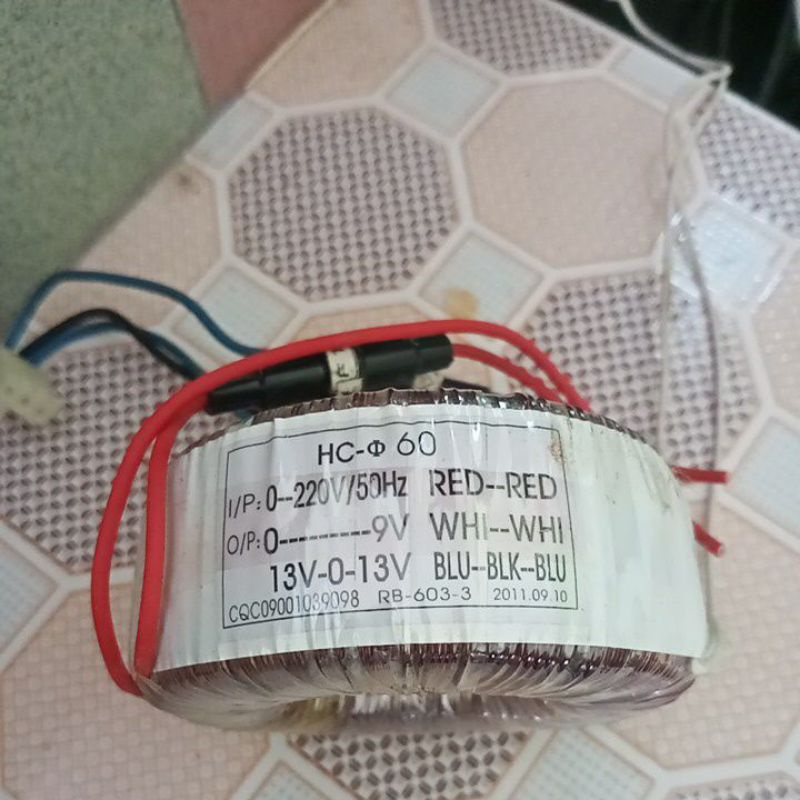 HC-Φ 60
I/P: 0--220V/50Hz RED--RED
O/P: 0---------9V WHI--WHI
13V-0-13V BLU--BLK--BLU
CQC09001039098 RB-603-3 2011.09.10